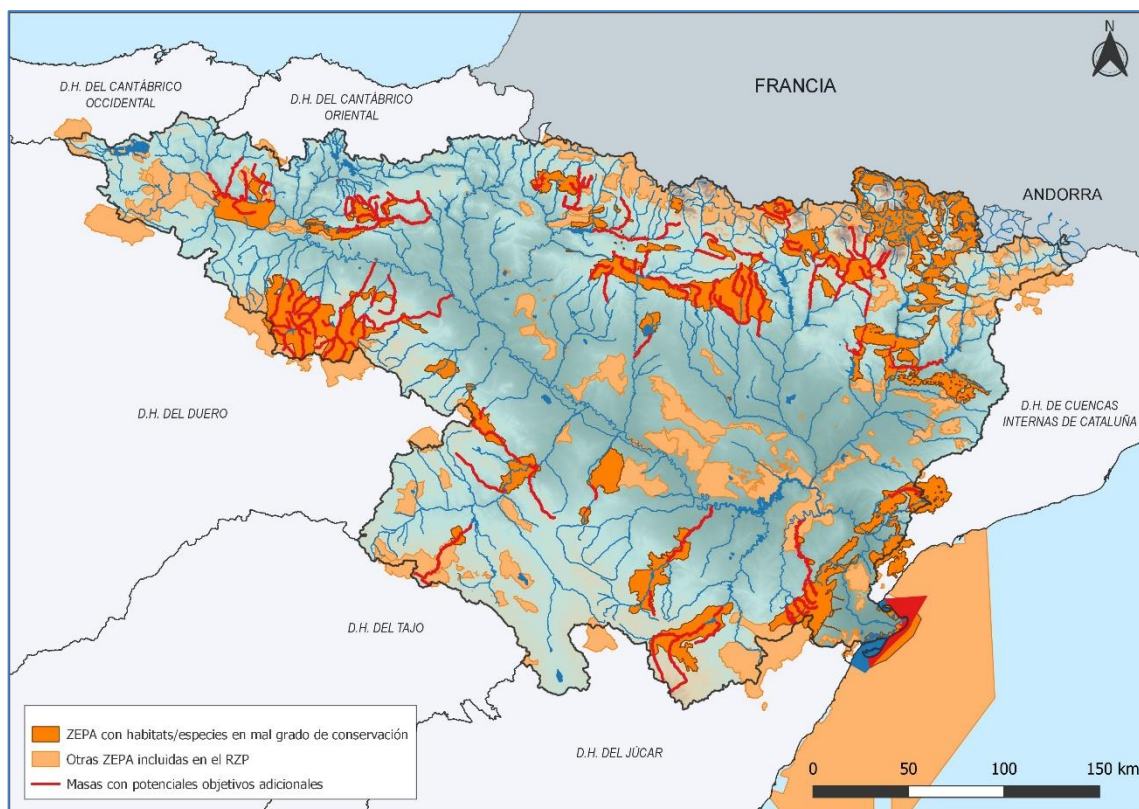 N
D.H. DEL CANTÁBRICO
OCCIDENTAL
D.H. DEL CANTÁBRICO
ORIENTAL
FRANCIA
ANDORRA
D.H. DEL DUERO
D.H. DE CUENCAS
INTERNAS DE CATALUÑA
D.H. DEL TAJO
D.H. DEL JÚCAR
ZEPA con habitats/especies en mal grado de conservación
Otras ZEPA incluidas en el RZP
Masas con potenciales objetivos adicionales
0 50 100 150 km